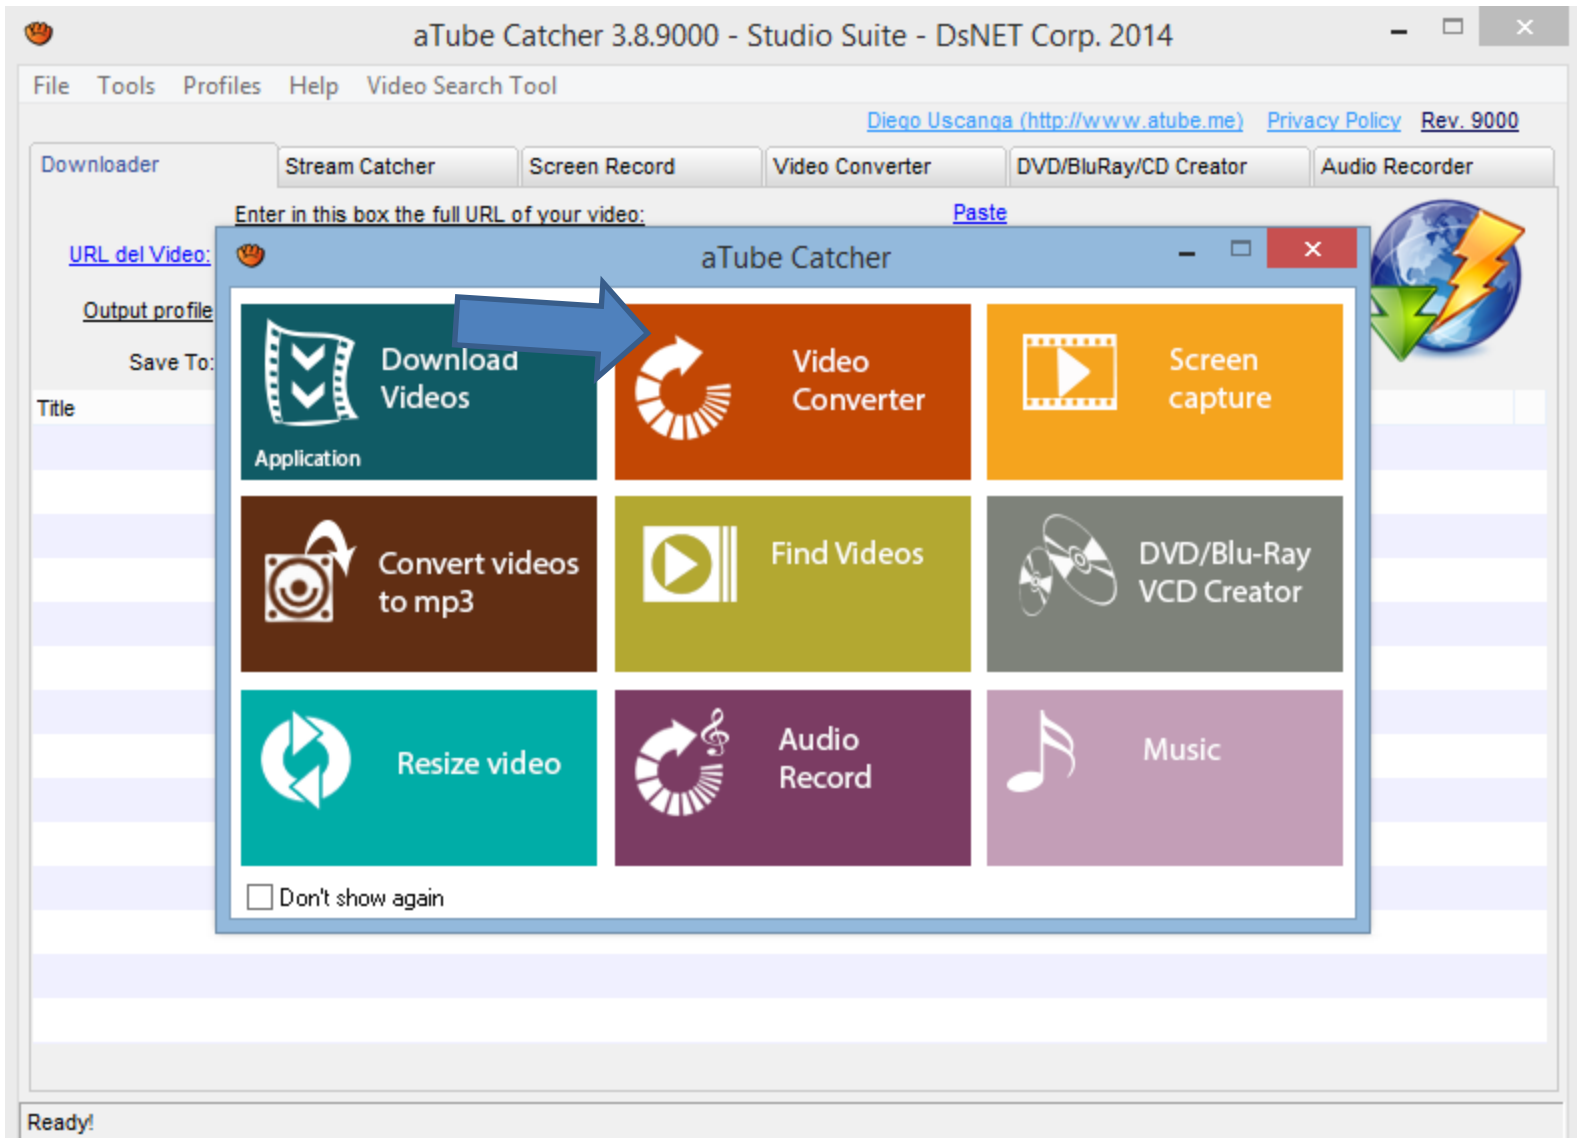 aTube Catcher 3.8.9000 - Studio Suite - DsNET Corp. 2014
File Tools Profiles Help Video Search Tool
Diego Uscanga (http://www.atube.me) Privacy Policy Rev. 9000
Downloader Stream Catcher Screen Record Video Converter DVD/BluRay/CD Creator Audio Recorder
Enter in this box the full URL of your video: Paste
URL del Video:
Output profile
Save To:
Title
aTube Catcher
Download
Videos
Application
Video
Converter
Screen
capture
Convert videos
to mp3
Find Videos
DVD/Blu-Ray
VCD Creator
Resize video
Audio
Record
Music
Don't show again
Ready!